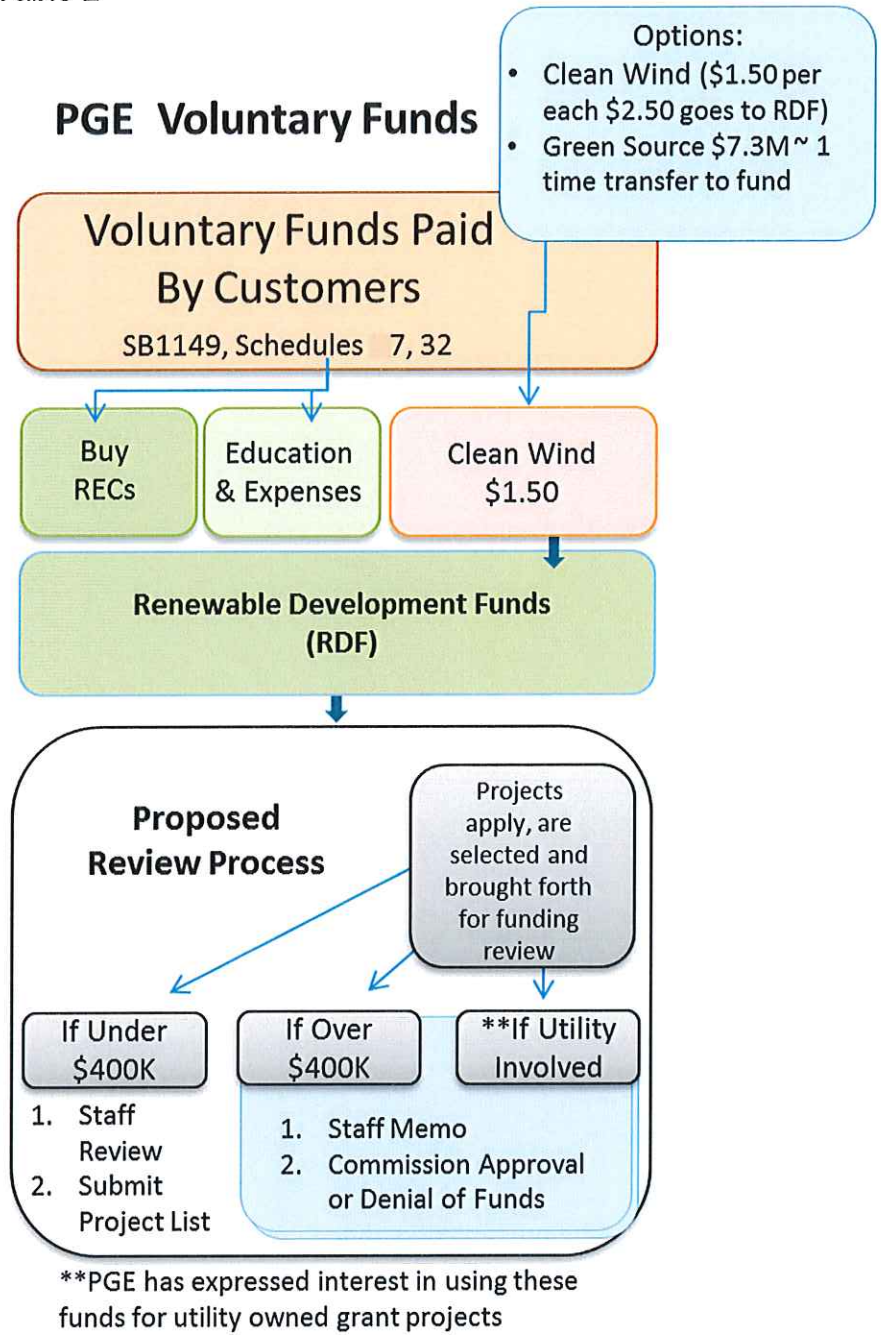 Options:
• Clean Wind ($1.50 per
each $2.50 goes to RDF)
• Green Source $7.3M~ 1
time transfer to fund
PGE Voluntary Funds
Voluntary Funds Paid
By Customers
SB1149, Schedules 7, 32
Buy
RECs
Education
& Expenses
Clean Wind
$1.50
Renewable Development Funds
(RDF)
Proposed
Review Process
Projects
apply, are
selected and
brought forth
for funding
review
If Under
$400K
1. Staff
Review
2. Submit
Project List
If Over
$400K
**If Utility
Involved
1. Staff Memo
2. Commission Approval
or Denial of Funds
**PGE has expressed interest in using these
funds for utility owned grant projects